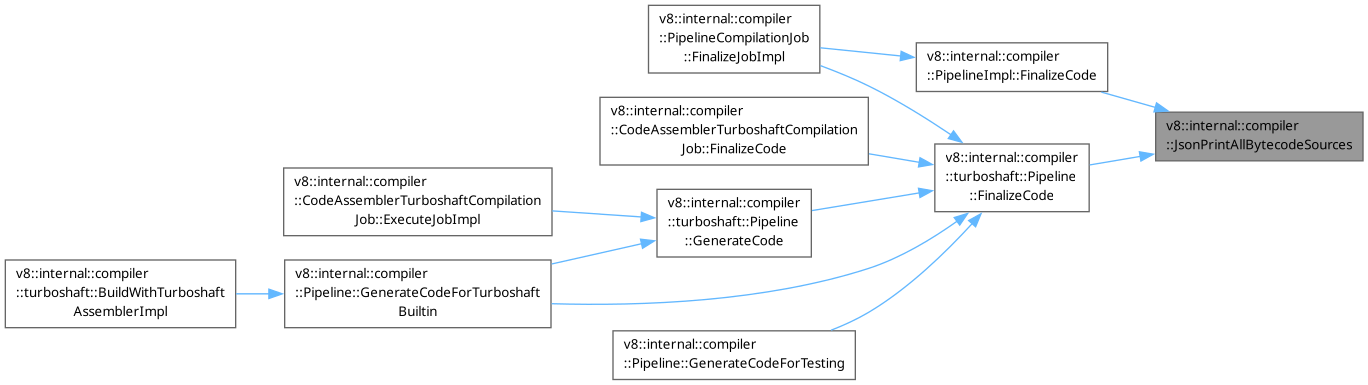 v8::internal::compiler
::PipelineCompilationJob
::FinalizeJobImpl
v8::internal::compiler
::PipelineImpl::FinalizeCode
v8::internal::compiler
::CodeAssemblerTurboshaftCompilation
Job::FinalizeCode
v8::internal::compiler
::JsonPrintAllBytecodeSources
v8::internal::compiler
::turboshaft::Pipeline
::FinalizeCode
v8::internal::compiler
::CodeAssemblerTurboshaftCompilation
Job::ExecuteJobImpl
v8::internal::compiler
::turboshaft::Pipeline
::GenerateCode
v8::internal::compiler
::turboshaft::BuildWithTurboshaft
AssemblerImpl
v8::internal::compiler
::Pipeline::GenerateCodeForTurboshaft
Builtin
v8::internal::compiler
::Pipeline::GenerateCodeForTesting